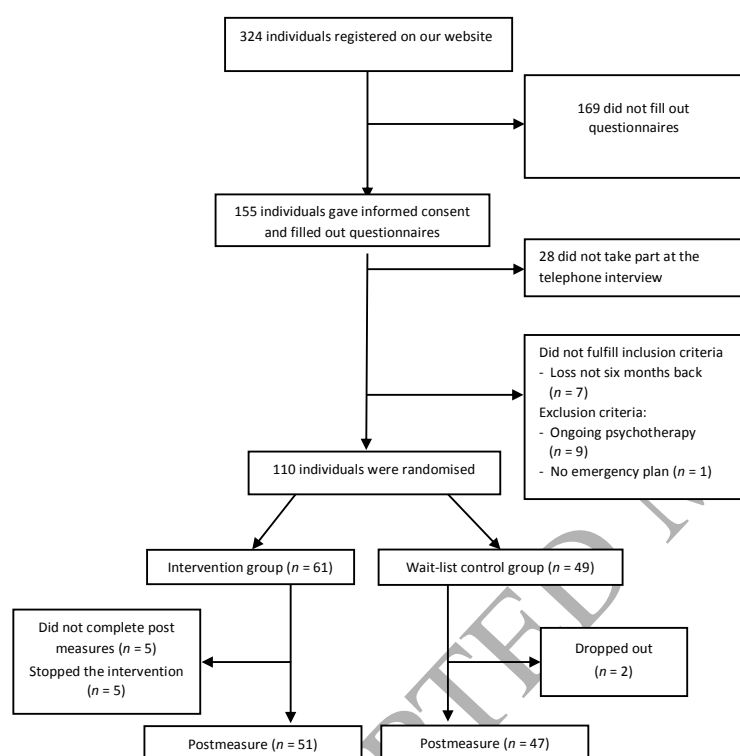 324 individuals registered on our website
169 did not fill out
questionnaires
155 individuals gave informed consent
and filled out questionnaires
28 did not take part at the
telephone interview
Did not fulfill inclusion criteria
- Loss not six months back
(n = 7)
Exclusion criteria:
- Ongoing psychotherapy
(n = 9)
- No emergency plan (n = 1)
110 individuals were randomised
Intervention group (n = 61)
Wait-list control group (n = 49)
Did not complete post
measures (n = 5)
Stopped the intervention
(n = 5)
Dropped out
(n = 2)
Postmeasure (n = 51)
Postmeasure (n = 47)